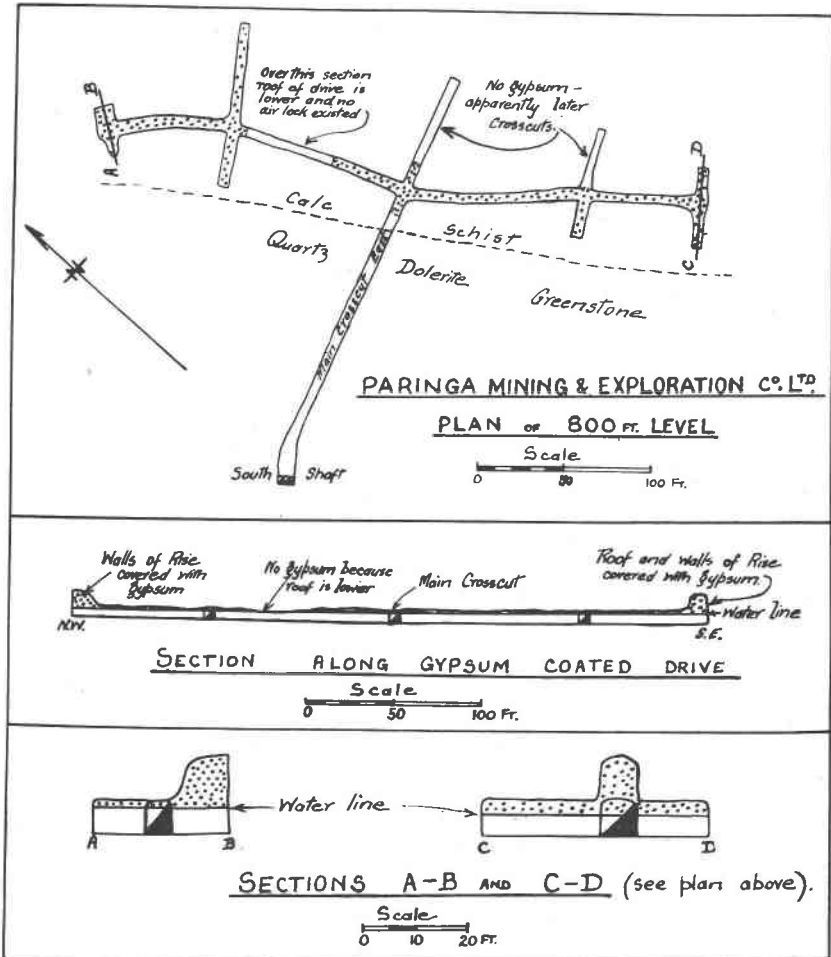 B
Over this section
roof of drive is
lower and no
air lock existed
No gypsum -
apparently later
Crosscuts.
D
A
Calc Schist
C
Quartz Dolerite Greenstone
Main Crosscut
PARINGA MINING & EXPLORATION Cº. LTD.
PLAN OF 800 FT. LEVEL
Scale
0 50 100 FT.
South Shaft
Walls of Rise
covered with
gypsum
No gypsum because
roof is lower
Main Crosscut
Roof and walls of Rise
covered with gypsum.
Water line
N.W.
S.E.
SECTION ALONG GYPSUM COATED DRIVE
Scale
0 50 100 FT.
Water line
A B C D
SECTIONS A-B AND C-D (see plan above).
Scale
0 10 20 FT.